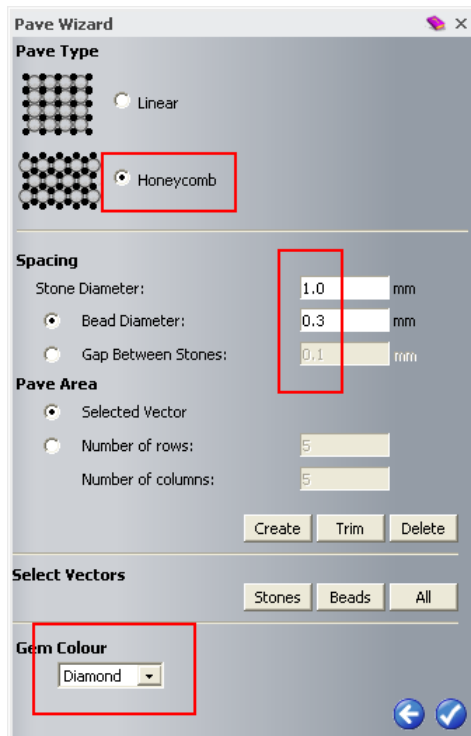 Pave Wizard
Pave Type
Linear
Honeycomb
Spacing
Stone Diameter: 1.0 mm
Bead Diameter: 0.3 mm
Gap Between Stones: 0.1 mm
Pave Area
Selected Vector
Number of rows: 5
Number of columns: 5
Create Trim Delete
Select Vectors
Stones Beads All
Gem Colour
Diamond